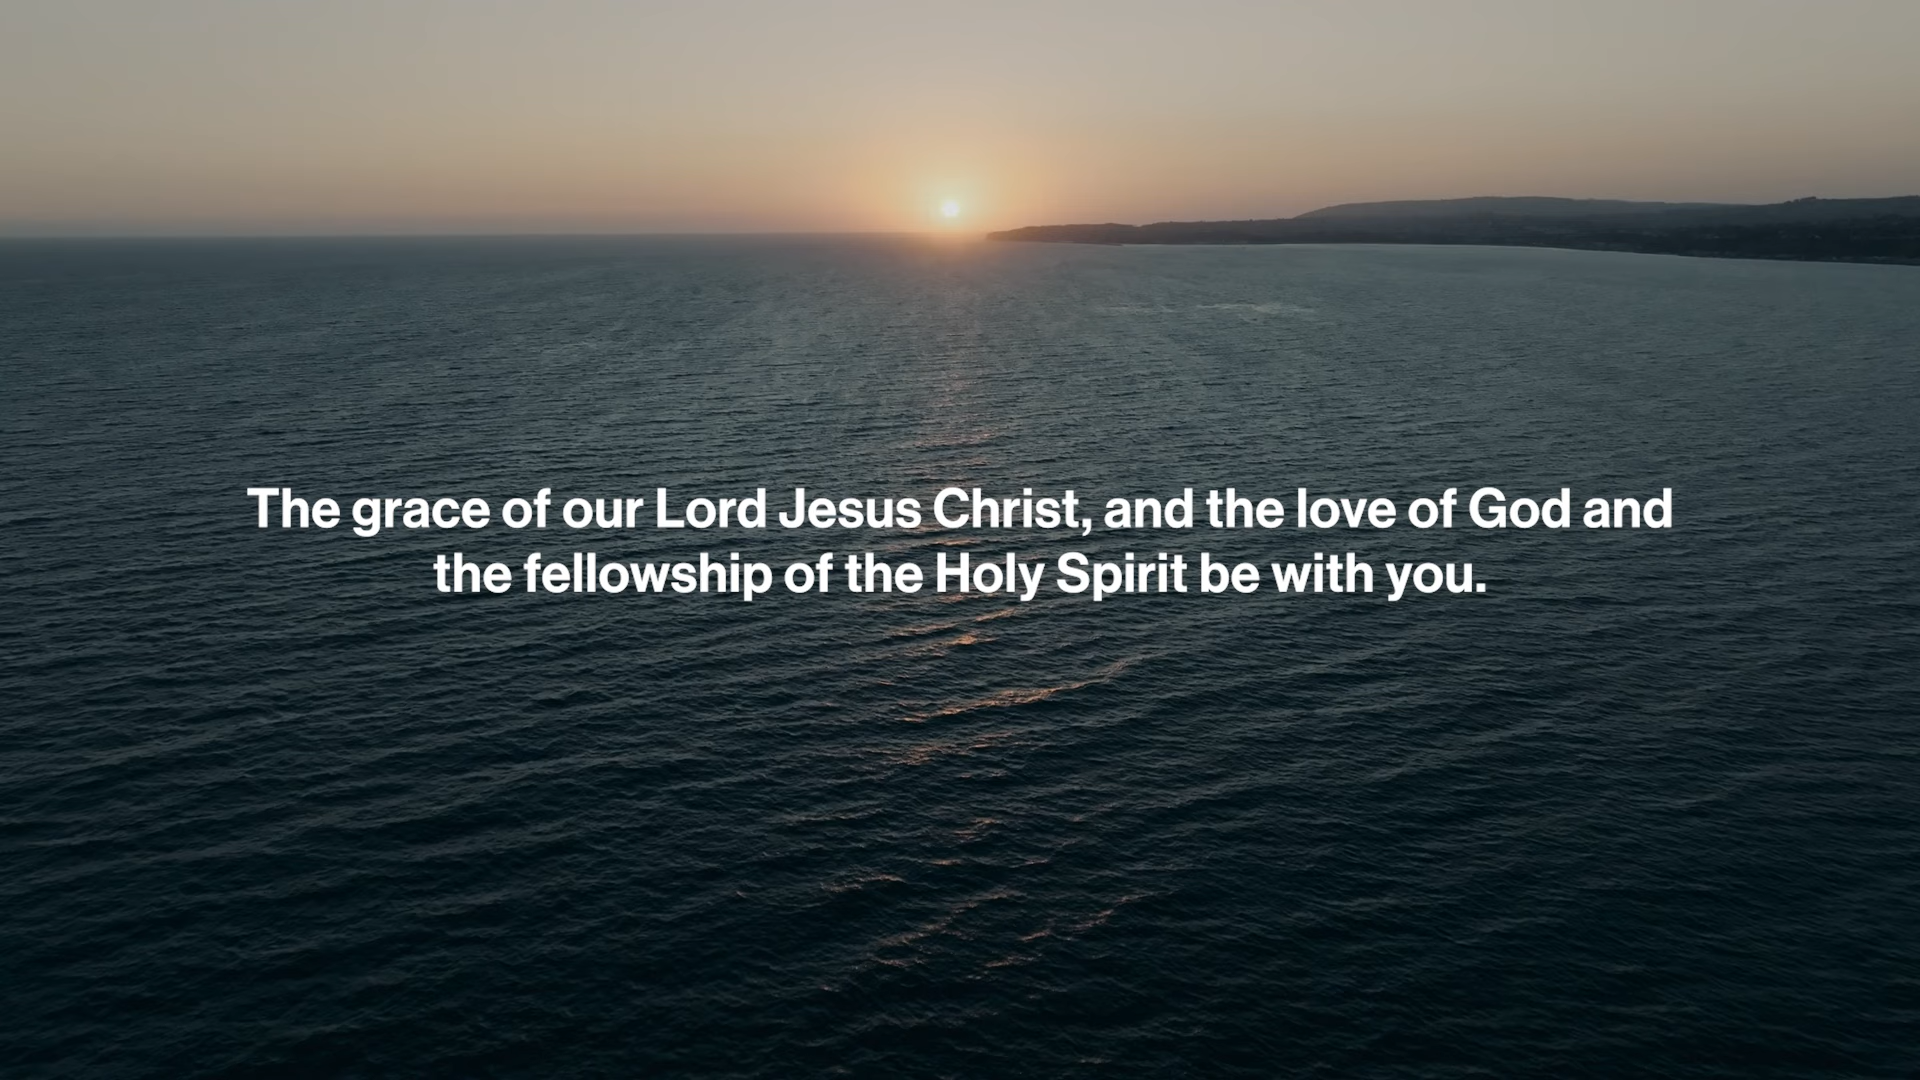 The grace of our Lord Jesus Christ, and the love of God and
the fellowship of the Holy Spirit be with you.